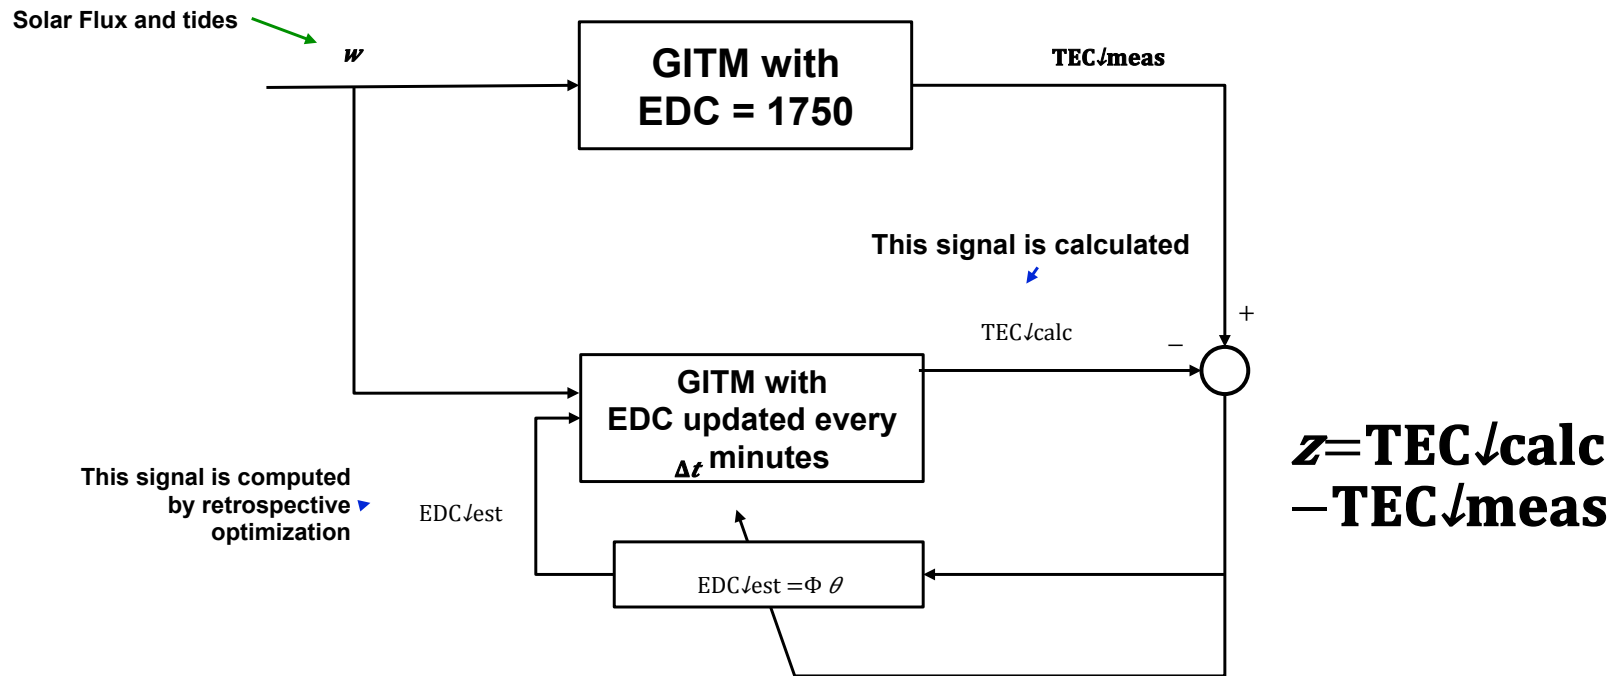 Solar Flux and tides
w
GITM with
EDC = 1750
TEC↓meas
This signal is calculated
TEC↓calc
+
−
GITM with
EDC updated every
Δt minutes
This signal is computed
by retrospective
optimization
EDC↓est
EDC↓est =Φ θ
z=TEC↓calc
−TEC↓meas